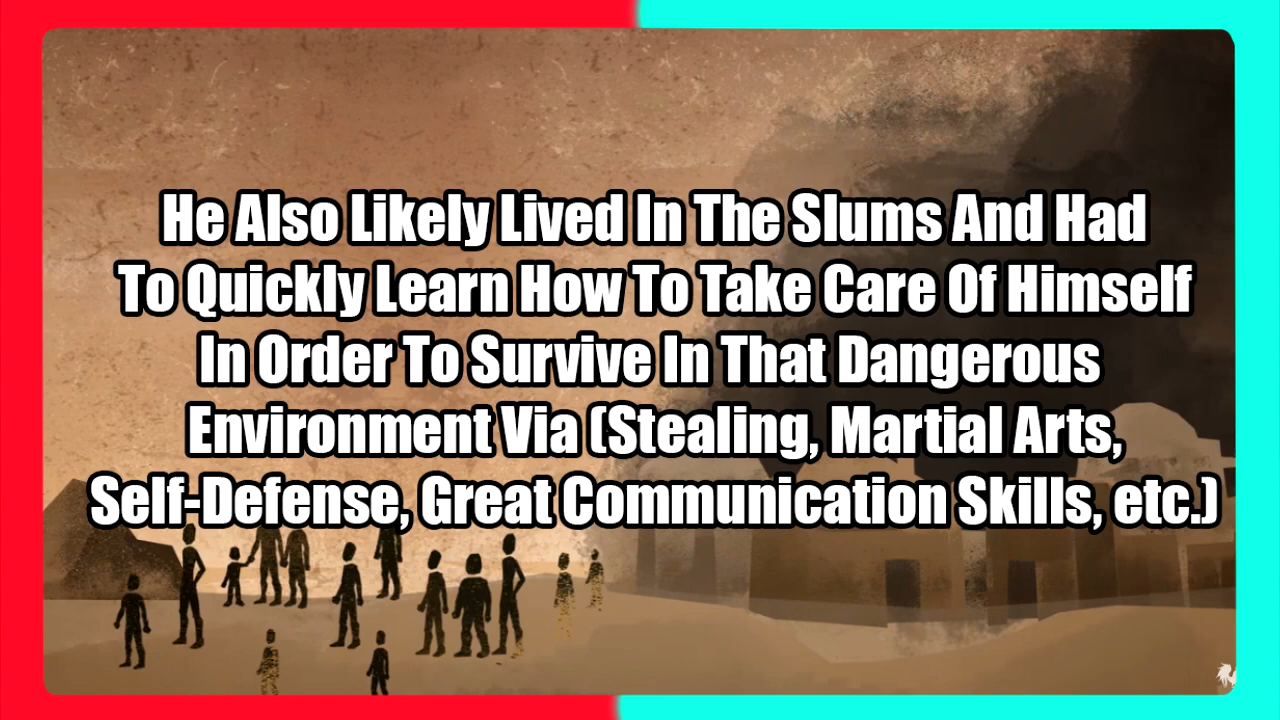 He Also Likely Lived In The Slums And Had
To Quickly Learn How To Take Care Of Himself
In Order To Survive In That Dangerous
Environment Via (Stealing, Martial Arts,
Self-Defense, Great Communication Skills, etc.)